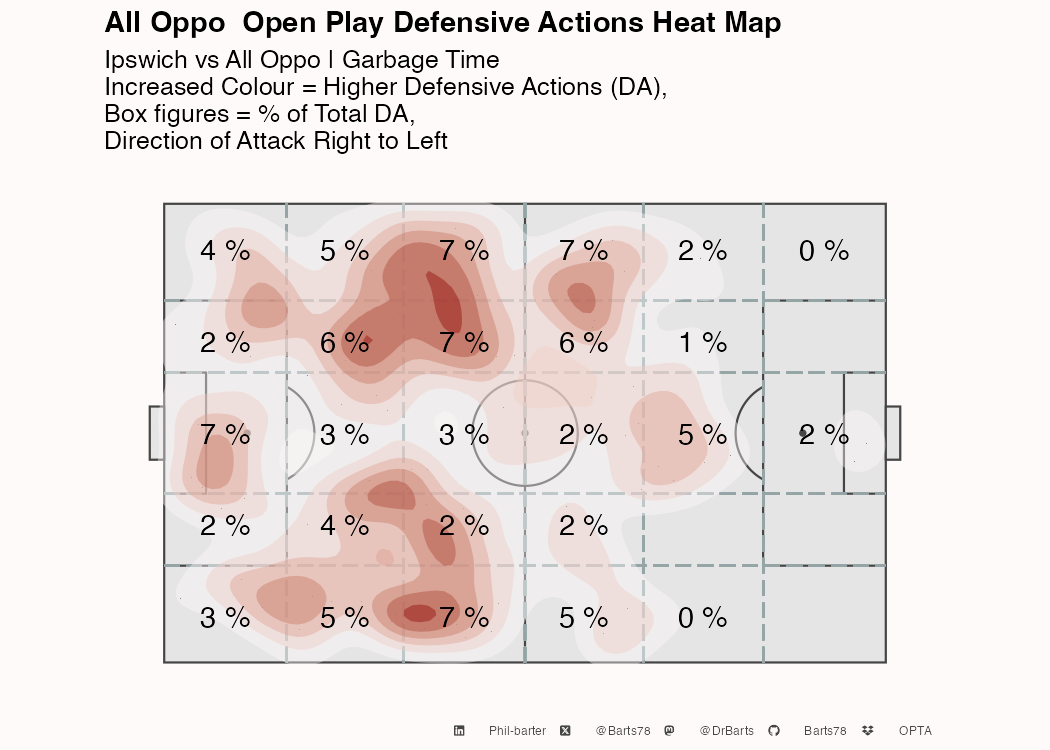 All Oppo  Open Play Defensive Actions Heat Map
Ipswich vs All Oppo | Garbage Time
Increased Colour = Higher Defensive Actions (DA),
Box figures = % of Total DA,
Direction of Attack Right to Left
4 % 5 % 7 % 7 % 2 % 0 %
2 % 6 % 7 % 6 % 1 %
7 % 3 % 3 % 2 % 5 % 2 %
2 % 4 % 2 % 2 %
3 % 5 % 7 % 5 % 0 %
Phil-barter @Barts78 @DrBarts Barts78 OPTA